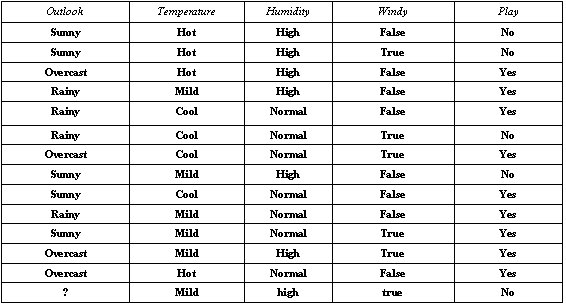 Outlook Temperature Humidity Windy Play
Sunny Hot High False No
Sunny Hot High True No
Overcast Hot High False Yes
Rainy Mild High False Yes
Rainy Cool Normal False Yes
Rainy Cool Normal True No
Overcast Cool Normal True Yes
Sunny Mild High False No
Sunny Cool Normal False Yes
Rainy Mild Normal False Yes
Sunny Mild Normal True Yes
Overcast Mild High True Yes
Overcast Hot Normal False Yes
? Mild high true No